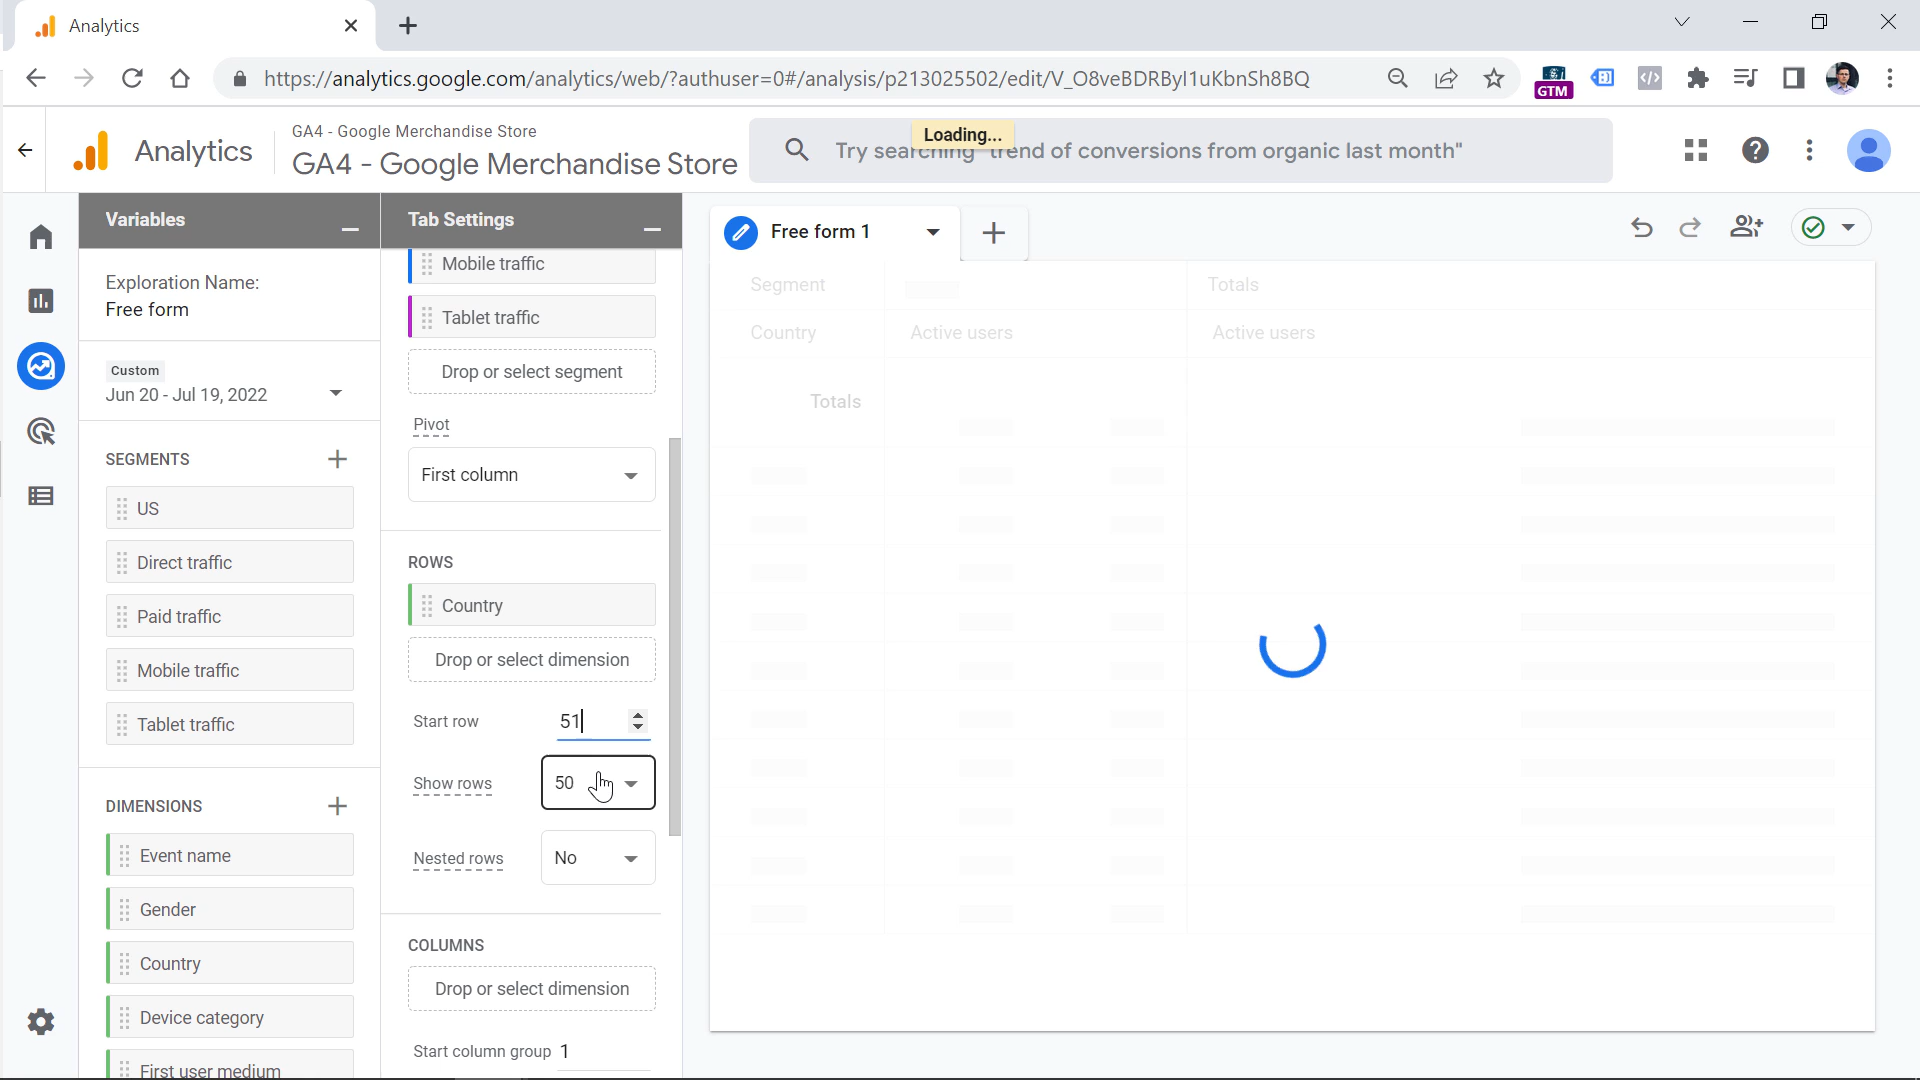 Analytics
https://analytics.google.com/analytics/web/?authuser=0#/analysis/p213025502/edit/V_O8veBDRByI1uKbnSh8BQ
GTM
Analytics
GA4 - Google Merchandise Store
GA4 - Google Merchandise Store
Loading...
Try searching "trend of conversions from organic last month"
Variables
Exploration Name:
Free form
Custom
Jun 20 - Jul 19, 2022
SEGMENTS
US
Direct traffic
Paid traffic
Mobile traffic
Tablet traffic
DIMENSIONS
Event name
Gender
Country
Device category
First user medium
Tab Settings
Mobile traffic
Tablet traffic
Drop or select segment
Pivot
First column
ROWS
Country
Drop or select dimension
Start row 51
Show rows 50
Nested rows No
COLUMNS
Drop or select dimension
Start column group 1
Free form 1
Segment Totals
Country Active users Active users
Totals